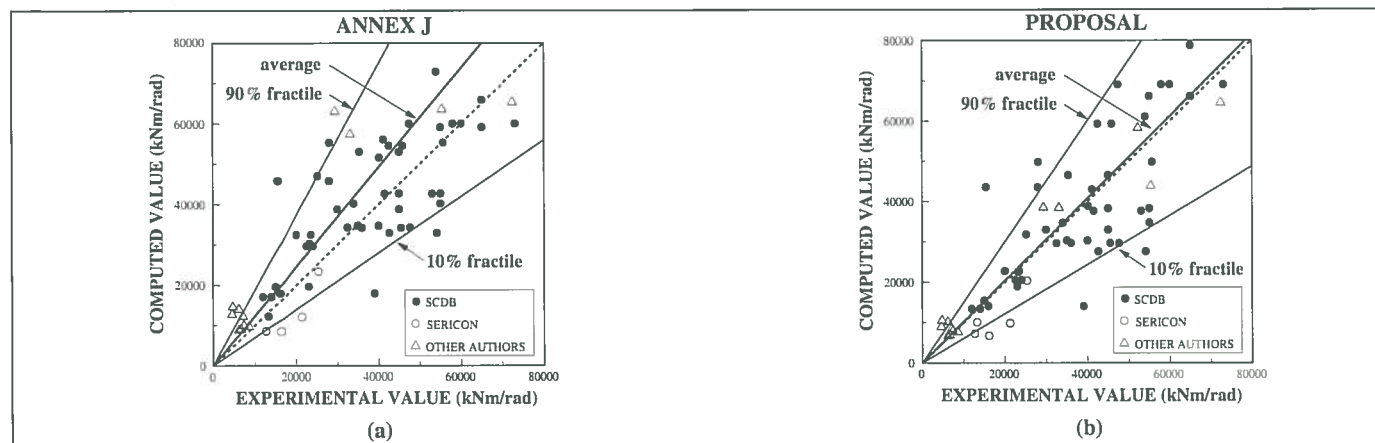 ANNEX J
80000
60000
40000
20000
0
0
20000
40000
60000
80000
COMPUTED VALUE (kNm/rad)
EXPERIMENTAL VALUE (kNm/rad)
average
90% fractile
10% fractile
SCDB
SERICON
OTHER AUTHORS
(a)
PROPOSAL
80000
60000
40000
20000
0
0
20000
40000
60000
80000
COMPUTED VALUE (kNm/rad)
EXPERIMENTAL VALUE (kNm/rad)
average
90% fractile
10% fractile
SCDB
SERICON
OTHER AUTHORS
(b)